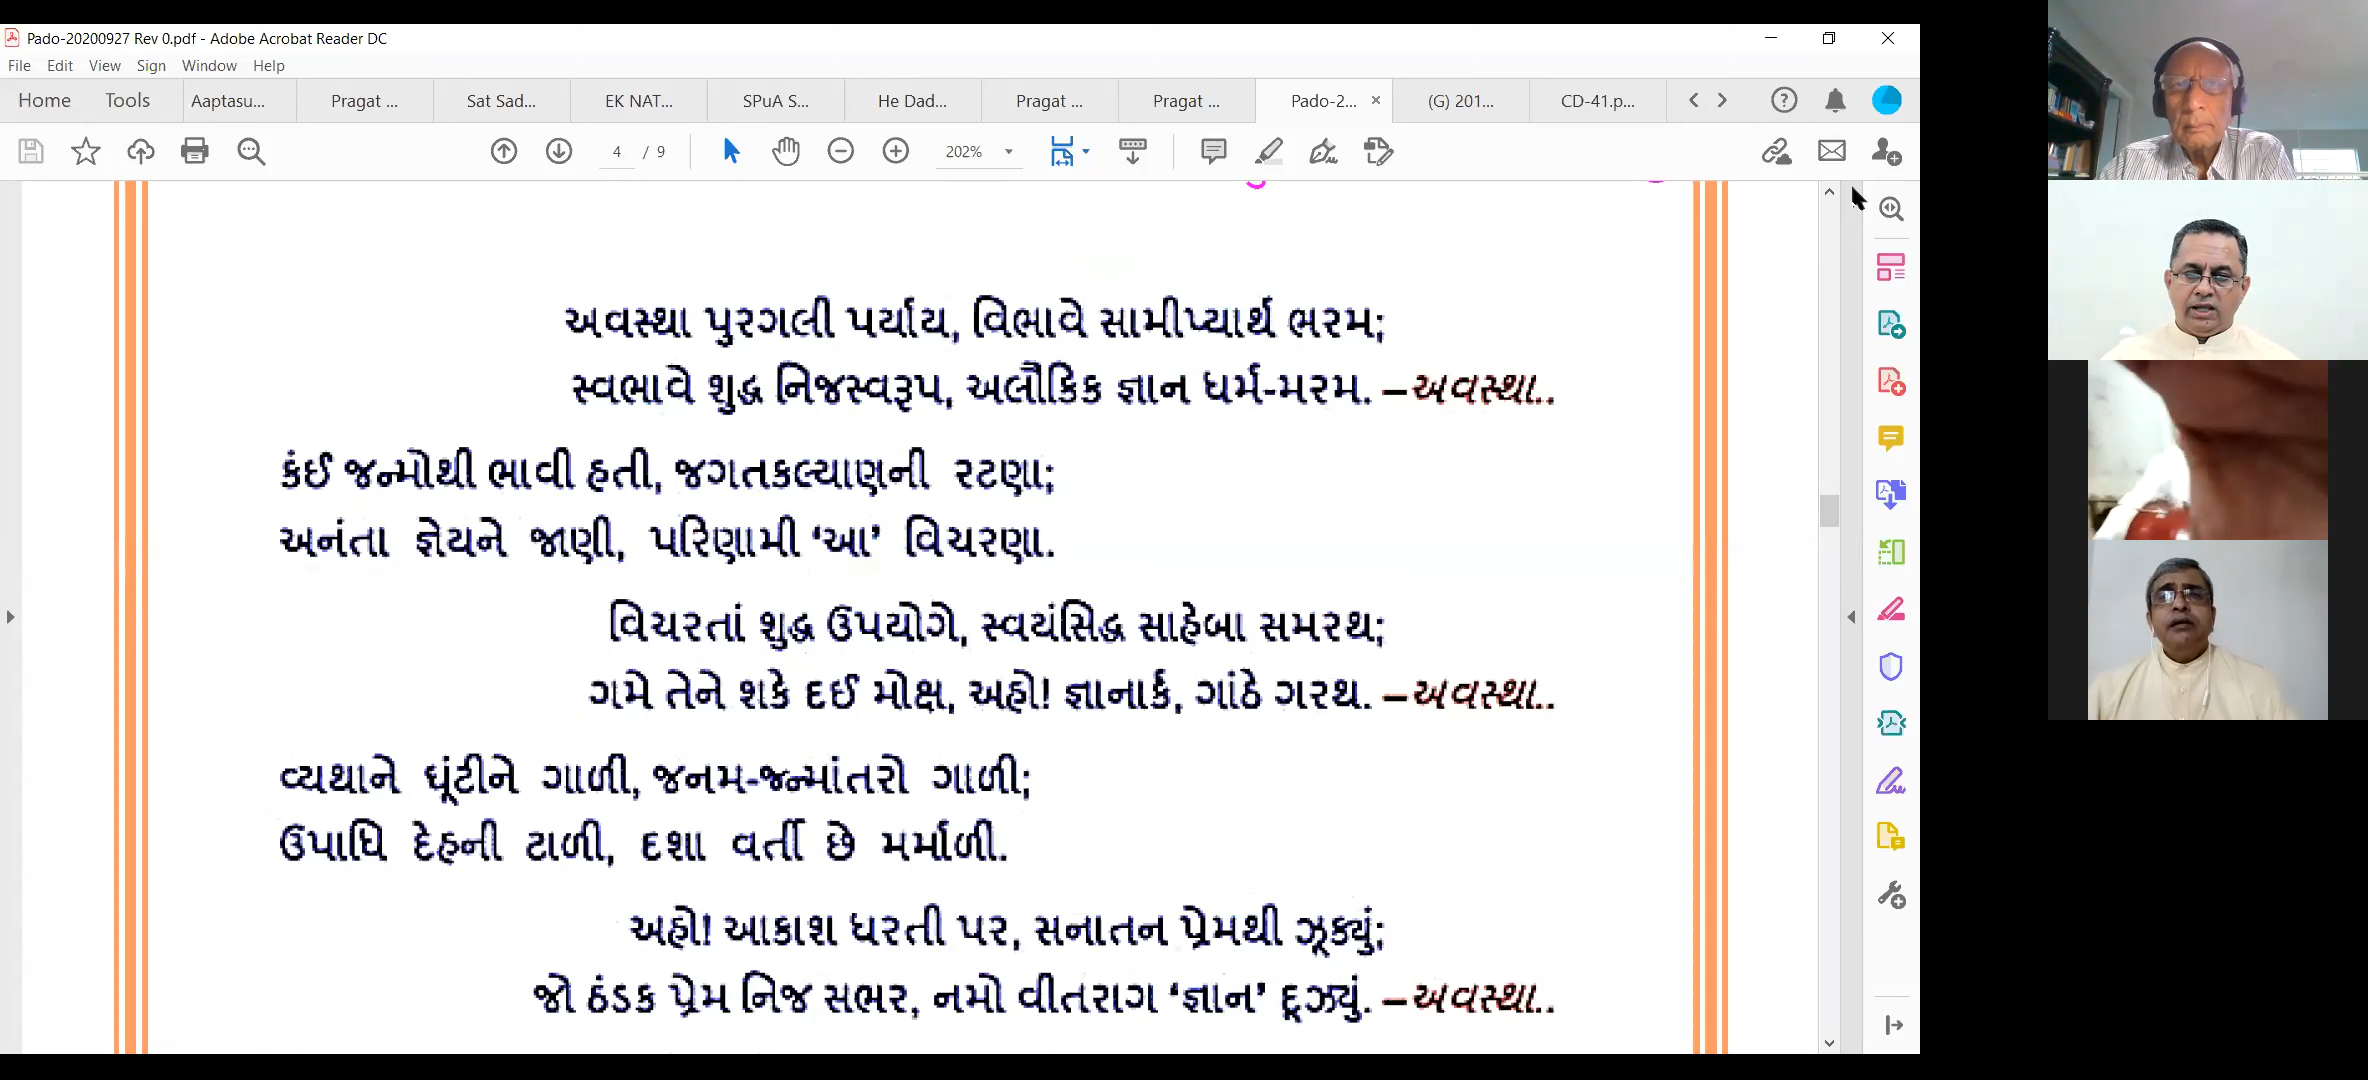 Pado-20200927 Rev 0.pdf - Adobe Acrobat Reader DC
File Edit View Sign Window Help
Home Tools Aaptasu... Pragat ... Sat Sad... EK NAT... SPuA S... He Dad... Pragat ... Pragat ... Pado-2... × (G) 201... CD-41.p...
4 / 9 202%
અવસ્થા પુરગલી પર્યાય, વિભાવે સામીપ્યાર્થ ભરમ;
સ્વભાવે શુદ્ધ નિજસ્વરૂપ, અલૌકિક જ્ઞાન ધર્મ-મરમ. –અવસ્થા..
કંઈ જન્મોથી ભાવી હતી, જગતકલ્યાણની રટણા;
અનંતા જ્ઞેયને જાણી, પરિણામી ‘આ’ વિચરણા.
વિચરતાં શુદ્ધ ઉપયોગે, સ્વયંસિદ્ધ સાહેબા સમરથ;
ગમે તેને શકે દઈ મોક્ષ, અહો! જ્ઞાનાર્ક, ગાંઠે ગરથ. –અવસ્થા..
વ્યથાને ઘૂંટીને ગાળી, જનમ-જન્માંતરો ગાળી;
ઉપાધિ દેહની ટાળી, દશા વર્તી છે મર્માળી.
અહો! આકાશ ધરતી પર, સનાતન પ્રેમથી ઝૂક્યું;
જો ઠંડક પ્રેમ નિજ સભર, નમો વીતરાગ ‘જ્ઞાન’ દૂઝ્યું. –અવસ્થા..